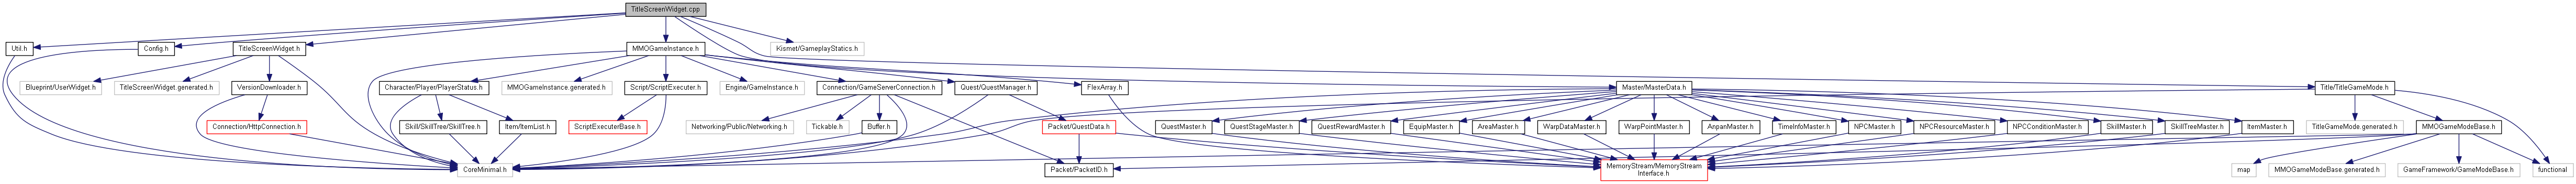 TitleScreenWidget.cpp
Util.h
Config.h
TitleScreenWidget.h
MMOGameInstance.h
Kismet/GameplayStatics.h
Blueprint/UserWidget.h
TitleScreenWidget.generated.h
VersionDownloader.h
Character/Player/PlayerStatus.h
MMOGameInstance.generated.h
Script/ScriptExecuter.h
Engine/GameInstance.h
Connection/GameServerConnection.h
Quest/QuestManager.h
FlexArray.h
Master/MasterData.h
Title/TitleGameMode.h
Connection/HttpConnection.h
Skill/SkillTree/SkillTree.h
Item/ItemList.h
ScriptExecuterBase.h
Networking/Public/Networking.h
Tickable.h
Buffer.h
Packet/QuestData.h
QuestMaster.h
QuestStageMaster.h
QuestRewardMaster.h
EquipMaster.h
AreaMaster.h
WarpDataMaster.h
WarpPointMaster.h
AnpanMaster.h
TimeInfoMaster.h
NPCMaster.h
NPCResourceMaster.h
NPCConditionMaster.h
SkillMaster.h
SkillTreeMaster.h
ItemMaster.h
TitleGameMode.generated.h
MMOGameModeBase.h
CoreMinimal.h
Packet/PacketID.h
MemoryStream/MemoryStream
Interface.h
map
MMOGameModeBase.generated.h
GameFramework/GameModeBase.h
functional